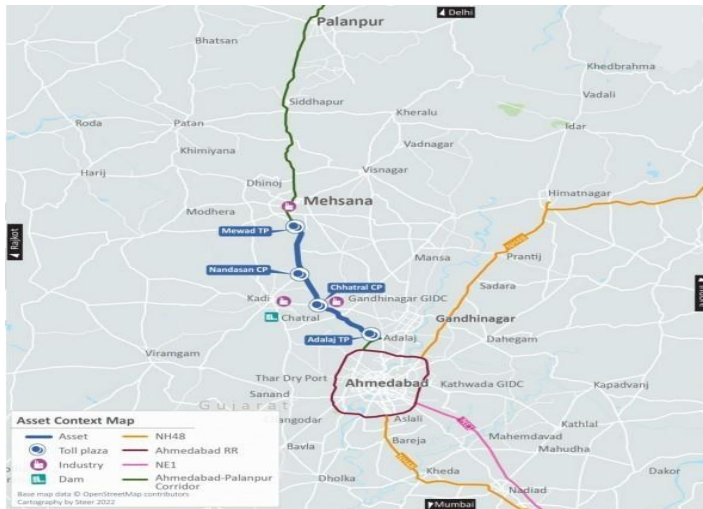 Delhi
Palanpur
Bhatsan
Khedbrahma
Vadali
Siddhapur
Kheralu
Roda
Patan
Idar
Vadnagar
Khimiyana
Visnagar
Harij
Dhinoj
Himatnagar
Mehsana
Modhera
Mewad TP
Rajkot
Prantij
Mansa
Nandasan CP
Chhatral CP
Sadara
Kadi
Gandhinagar GIDC
Chatral
Gandhinagar
Adalaj TP
Adalaj
Dahegam
Viramgam
Thar Dry Port
Ahmedabad
Kathwada GIDC
Kapadvanj
Sanand
Gujarat
Aslali
Kathlal
Bareja
Mahemdavad
Mahudha
Bavla
Dholka
Kheda
Dakor
Nadiad
Mumbai
Asset Context Map
Asset
NH48
Toll plaza
Ahmedabad RR
Industry
NE1
Dam
Ahmedabad-Palanpur
Corridor
Base map data © OpenStreetMap contributors
Cartography by Steer 2022